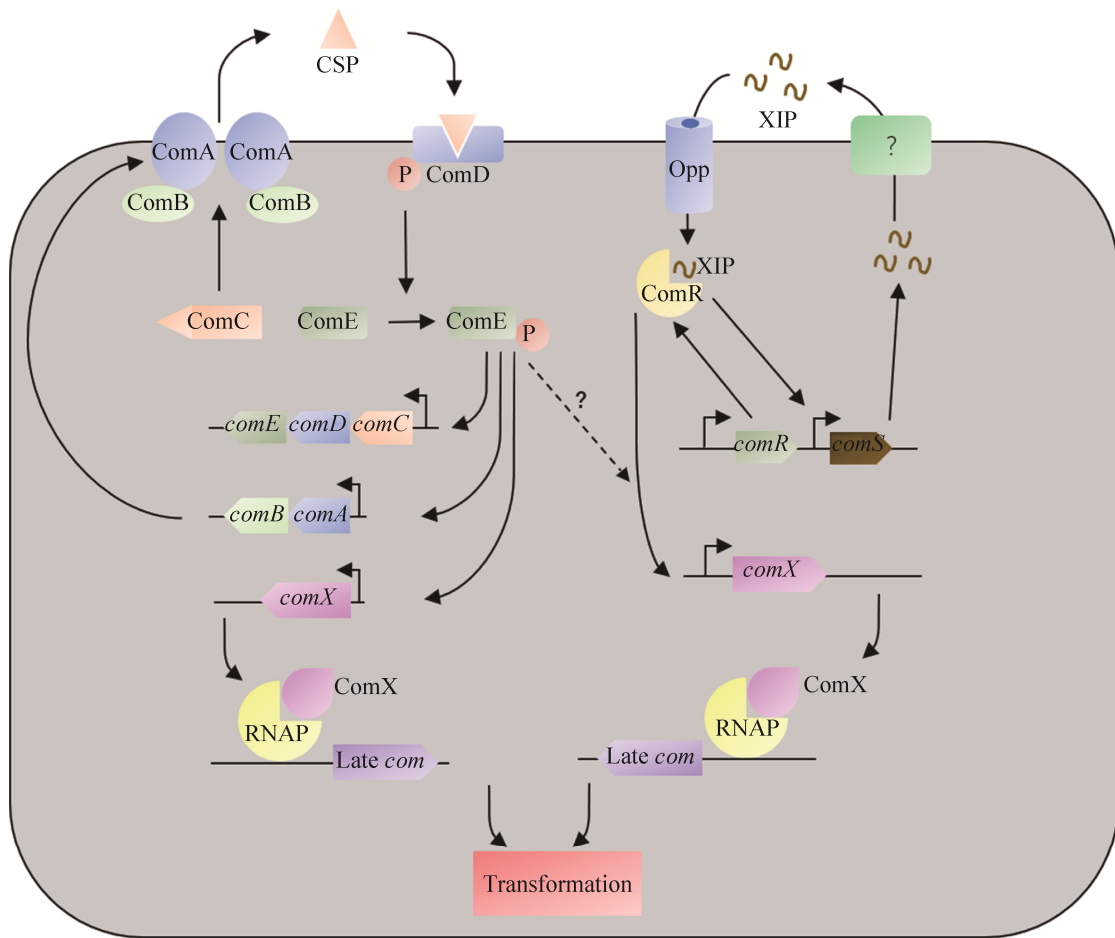 CSP
XIP
ComA
ComA
ComB
ComB
P
ComD
Opp
?
XIP
ComR
ComC
ComE
ComE
P
?
comE
comD
comC
comR
comS
comB
comA
comX
comX
ComX
RNAP
Late com
ComX
RNAP
Late com
Transformation